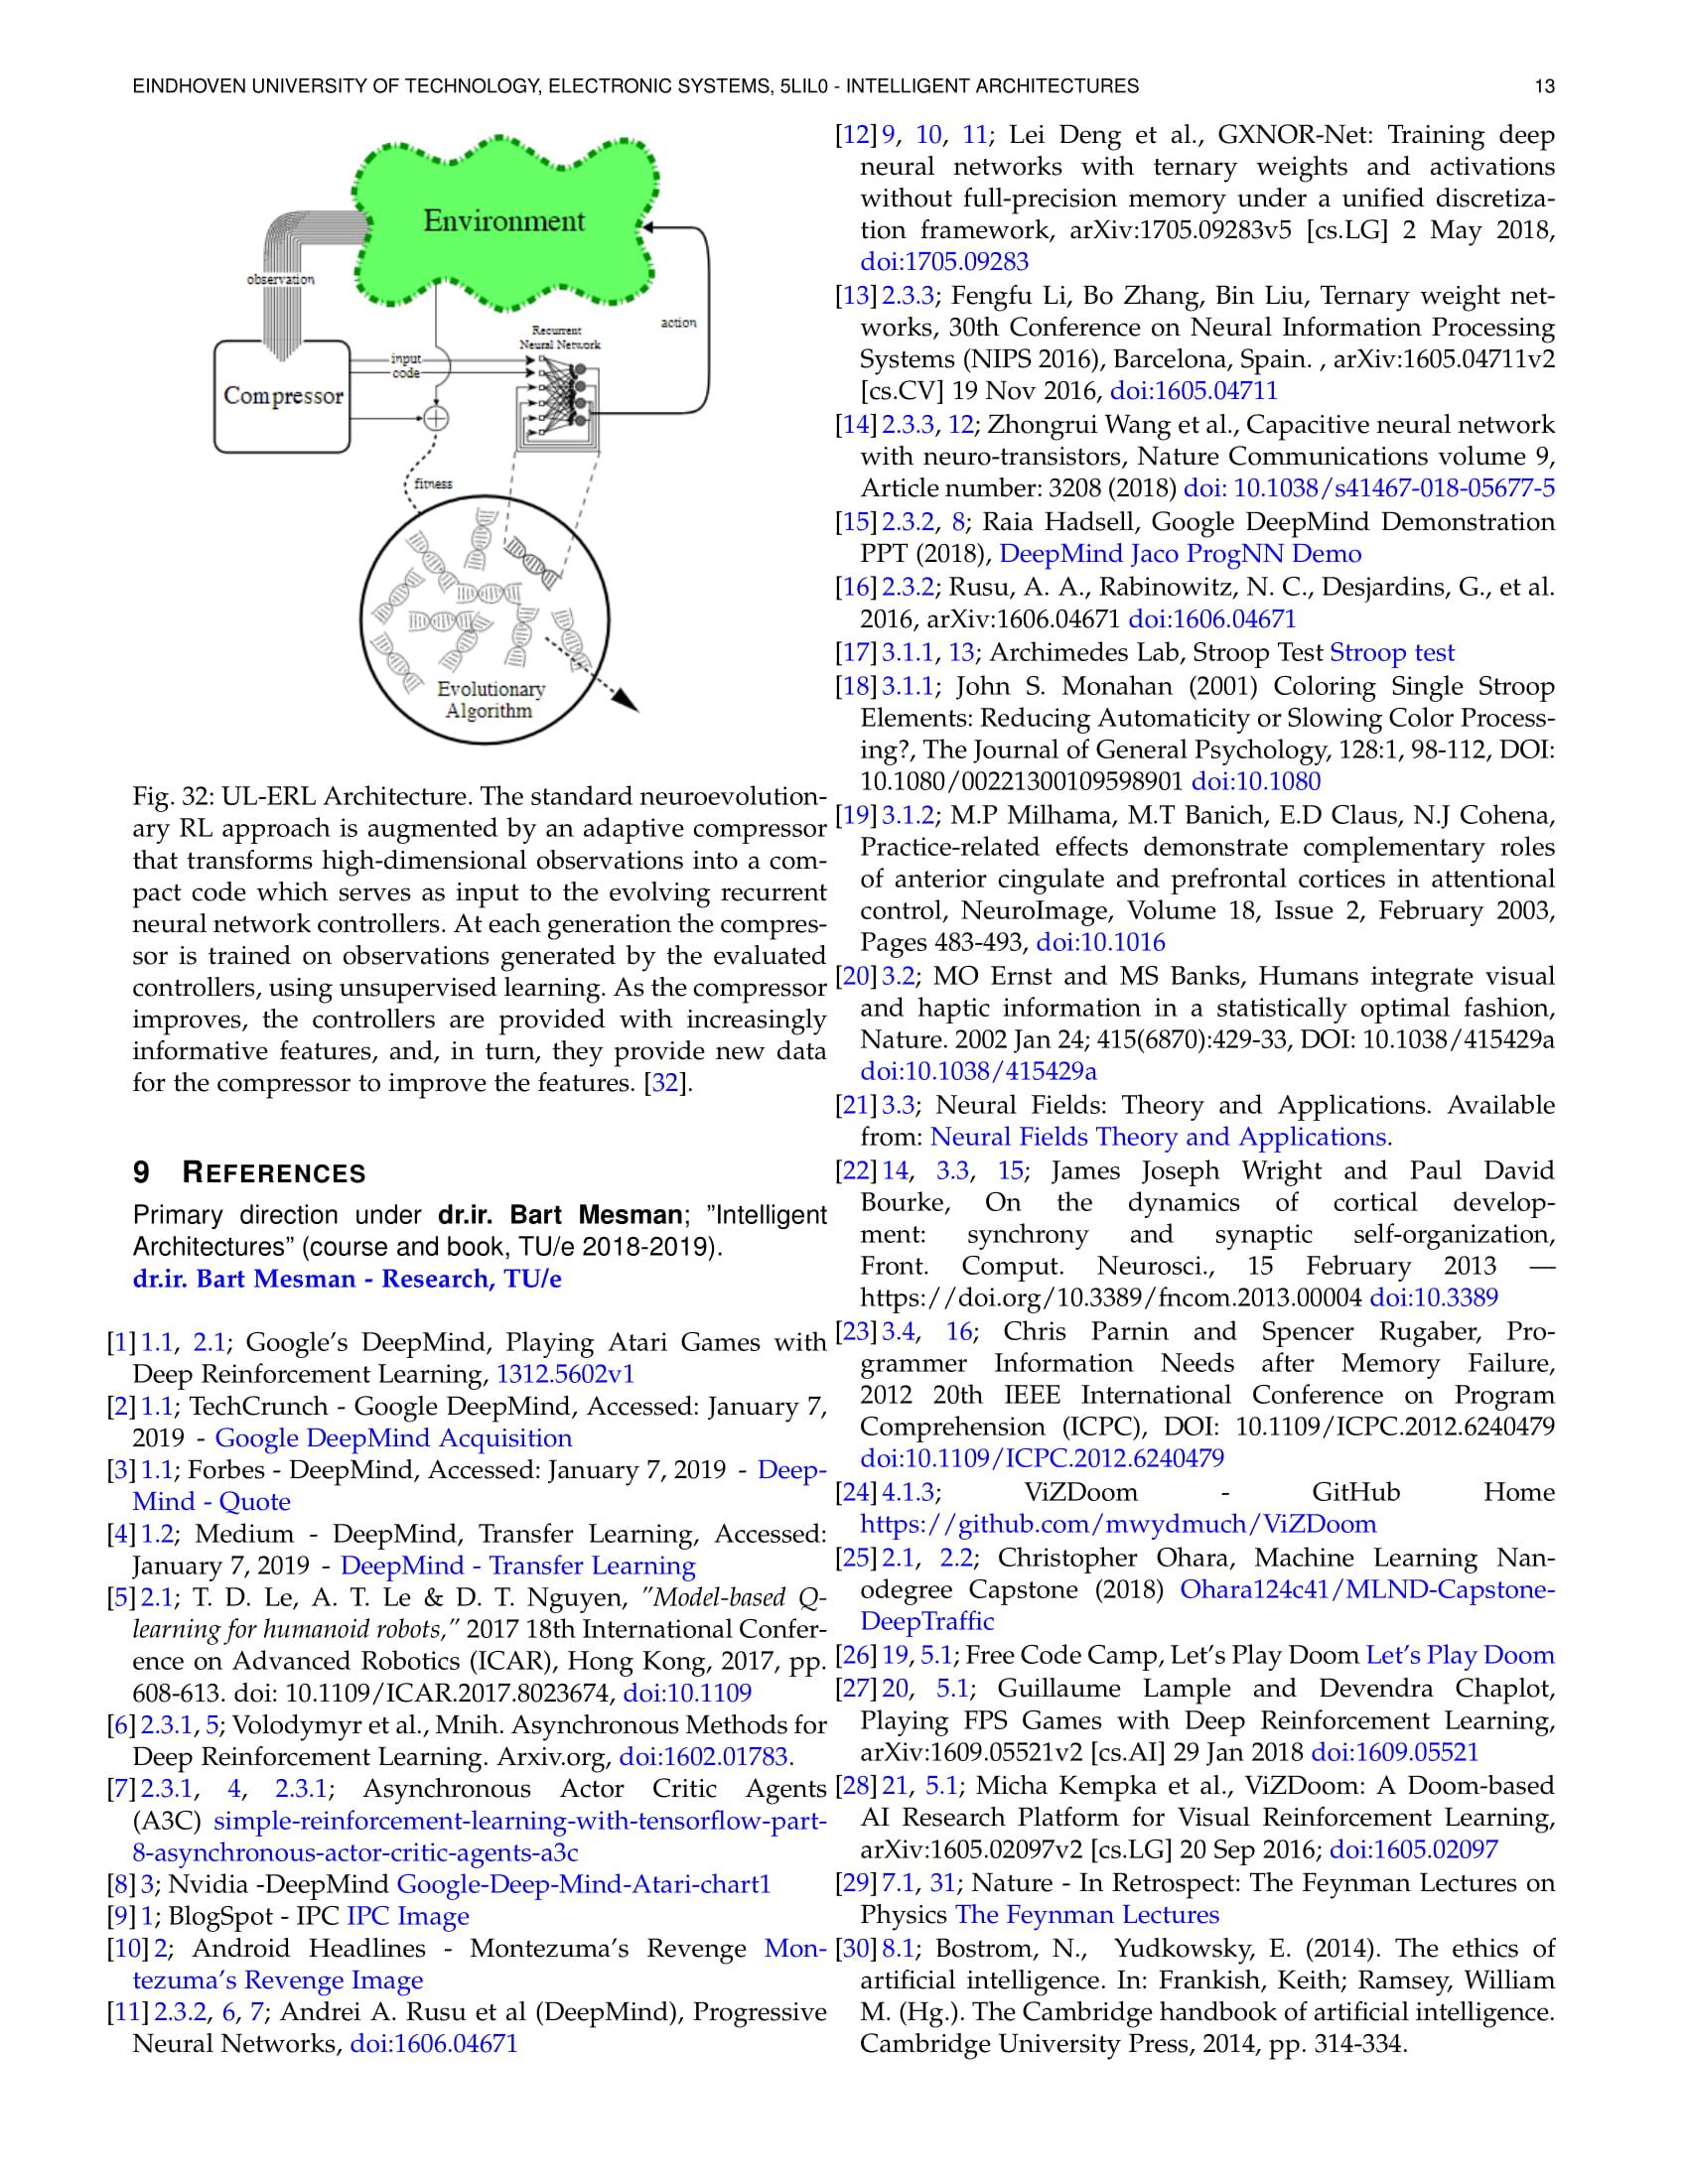 EINDHOVEN UNIVERSITY OF TECHNOLOGY, ELECTRONIC SYSTEMS, 5LIL0 - INTELLIGENT ARCHITECTURES 13
Environment
observation
action
Recurrent
Neural Network
input
code
Compressor
fitness
Evolutionary
Algorithm
Fig. 32: UL-ERL Architecture. The standard neuroevolution-
ary RL approach is augmented by an adaptive compressor
that transforms high-dimensional observations into a com-
pact code which serves as input to the evolving recurrent
neural network controllers. At each generation the compres-
sor is trained on observations generated by the evaluated
controllers, using unsupervised learning. As the compressor
improves, the controllers are provided with increasingly
informative features, and, in turn, they provide new data
for the compressor to improve the features. [32].
9 REFERENCES
Primary direction under dr.ir. Bart Mesman; ”Intelligent
Architectures” (course and book, TU/e 2018-2019).
dr.ir. Bart Mesman - Research, TU/e
[1] 1.1, 2.1; Google’s DeepMind, Playing Atari Games with
Deep Reinforcement Learning, 1312.5602v1
[2] 1.1; TechCrunch - Google DeepMind, Accessed: January 7,
2019 - Google DeepMind Acquisition
[3] 1.1; Forbes - DeepMind, Accessed: January 7, 2019 - Deep-
Mind - Quote
[4] 1.2; Medium - DeepMind, Transfer Learning, Accessed:
January 7, 2019 - DeepMind - Transfer Learning
[5] 2.1; T. D. Le, A. T. Le & D. T. Nguyen, ”Model-based Q-
learning for humanoid robots,” 2017 18th International Confer-
ence on Advanced Robotics (ICAR), Hong Kong, 2017, pp.
608-613. doi: 10.1109/ICAR.2017.8023674, doi:10.1109
[6] 2.3.1, 5; Volodymyr et al., Mnih. Asynchronous Methods for
Deep Reinforcement Learning. Arxiv.org, doi:1602.01783.
[7] 2.3.1, 4, 2.3.1; Asynchronous Actor Critic Agents
(A3C) simple-reinforcement-learning-with-tensorflow-part-
8-asynchronous-actor-critic-agents-a3c
[8] 3; Nvidia -DeepMind Google-Deep-Mind-Atari-chart1
[9] 1; BlogSpot - IPC IPC Image
[10] 2; Android Headlines - Montezuma’s Revenge Mon-
tezuma’s Revenge Image
[11] 2.3.2, 6, 7; Andrei A. Rusu et al (DeepMind), Progressive
Neural Networks, doi:1606.04671
[12] 9, 10, 11; Lei Deng et al., GXNOR-Net: Training deep
neural networks with ternary weights and activations
without full-precision memory under a unified discretiza-
tion framework, arXiv:1705.09283v5 [cs.LG] 2 May 2018,
doi:1705.09283
[13] 2.3.3; Fengfu Li, Bo Zhang, Bin Liu, Ternary weight net-
works, 30th Conference on Neural Information Processing
Systems (NIPS 2016), Barcelona, Spain. , arXiv:1605.04711v2
[cs.CV] 19 Nov 2016, doi:1605.04711
[14] 2.3.3, 12; Zhongrui Wang et al., Capacitive neural network
with neuro-transistors, Nature Communications volume 9,
Article number: 3208 (2018) doi: 10.1038/s41467-018-05677-5
[15] 2.3.2, 8; Raia Hadsell, Google DeepMind Demonstration
PPT (2018), DeepMind Jaco ProgNN Demo
[16] 2.3.2; Rusu, A. A., Rabinowitz, N. C., Desjardins, G., et al.
2016, arXiv:1606.04671 doi:1606.04671
[17] 3.1.1, 13; Archimedes Lab, Stroop Test Stroop test
[18] 3.1.1; John S. Monahan (2001) Coloring Single Stroop
Elements: Reducing Automaticity or Slowing Color Process-
ing?, The Journal of General Psychology, 128:1, 98-112, DOI:
10.1080/00221300109598901 doi:10.1080
[19] 3.1.2; M.P Milhama, M.T Banich, E.D Claus, N.J Cohena,
Practice-related effects demonstrate complementary roles
of anterior cingulate and prefrontal cortices in attentional
control, NeuroImage, Volume 18, Issue 2, February 2003,
Pages 483-493, doi:10.1016
[20] 3.2; MO Ernst and MS Banks, Humans integrate visual
and haptic information in a statistically optimal fashion,
Nature. 2002 Jan 24; 415(6870):429-33, DOI: 10.1038/415429a
doi:10.1038/415429a
[21] 3.3; Neural Fields: Theory and Applications. Available
from: Neural Fields Theory and Applications.
[22] 14, 3.3, 15; James Joseph Wright and Paul David
Bourke, On the dynamics of cortical develop-
ment: synchrony and synaptic self-organization,
Front. Comput. Neurosci., 15 February 2013 —
https://doi.org/10.3389/fncom.2013.00004 doi:10.3389
[23] 3.4, 16; Chris Parnin and Spencer Rugaber, Pro-
grammer Information Needs after Memory Failure,
2012 20th IEEE International Conference on Program
Comprehension (ICPC), DOI: 10.1109/ICPC.2012.6240479
doi:10.1109/ICPC.2012.6240479
[24] 4.1.3; ViZDoom - GitHub Home
https://github.com/mwydmuch/ViZDoom
[25] 2.1, 2.2; Christopher Ohara, Machine Learning Nan-
odegree Capstone (2018) Ohara124c41/MLND-Capstone-
DeepTraffic
[26] 19, 5.1; Free Code Camp, Let’s Play Doom Let’s Play Doom
[27] 20, 5.1; Guillaume Lample and Devendra Chaplot,
Playing FPS Games with Deep Reinforcement Learning,
arXiv:1609.05521v2 [cs.AI] 29 Jan 2018 doi:1609.05521
[28] 21, 5.1; Micha Kempka et al., ViZDoom: A Doom-based
AI Research Platform for Visual Reinforcement Learning,
arXiv:1605.02097v2 [cs.LG] 20 Sep 2016; doi:1605.02097
[29] 7.1, 31; Nature - In Retrospect: The Feynman Lectures on
Physics The Feynman Lectures
[30] 8.1; Bostrom, N., Yudkowsky, E. (2014). The ethics of
artificial intelligence. In: Frankish, Keith; Ramsey, William
M. (Hg.). The Cambridge handbook of artificial intelligence.
Cambridge University Press, 2014, pp. 314-334.